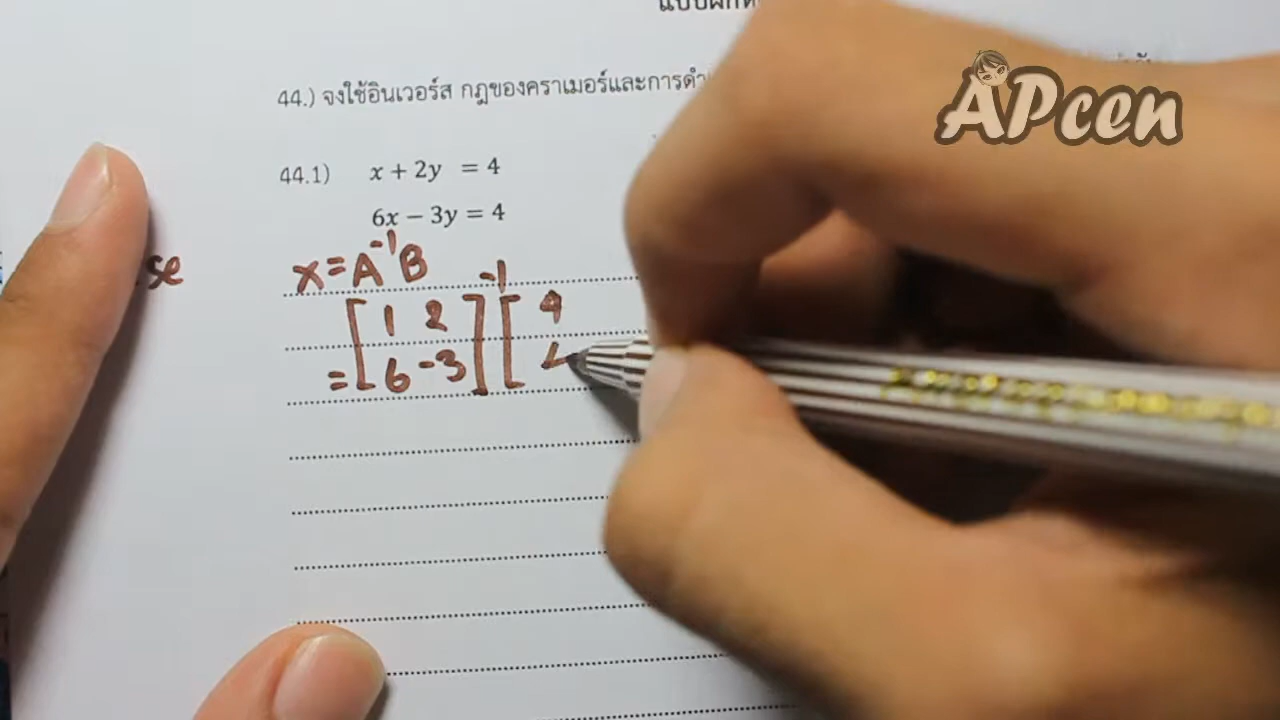 APcen
44.) จงใช้อินเวอร์ส กฎของคราเมอร์และการดำ
44.1) x + 2y = 4
6x − 3y = 4
x = A⁻¹B
= [1 2
6 -3]⁻¹ [4